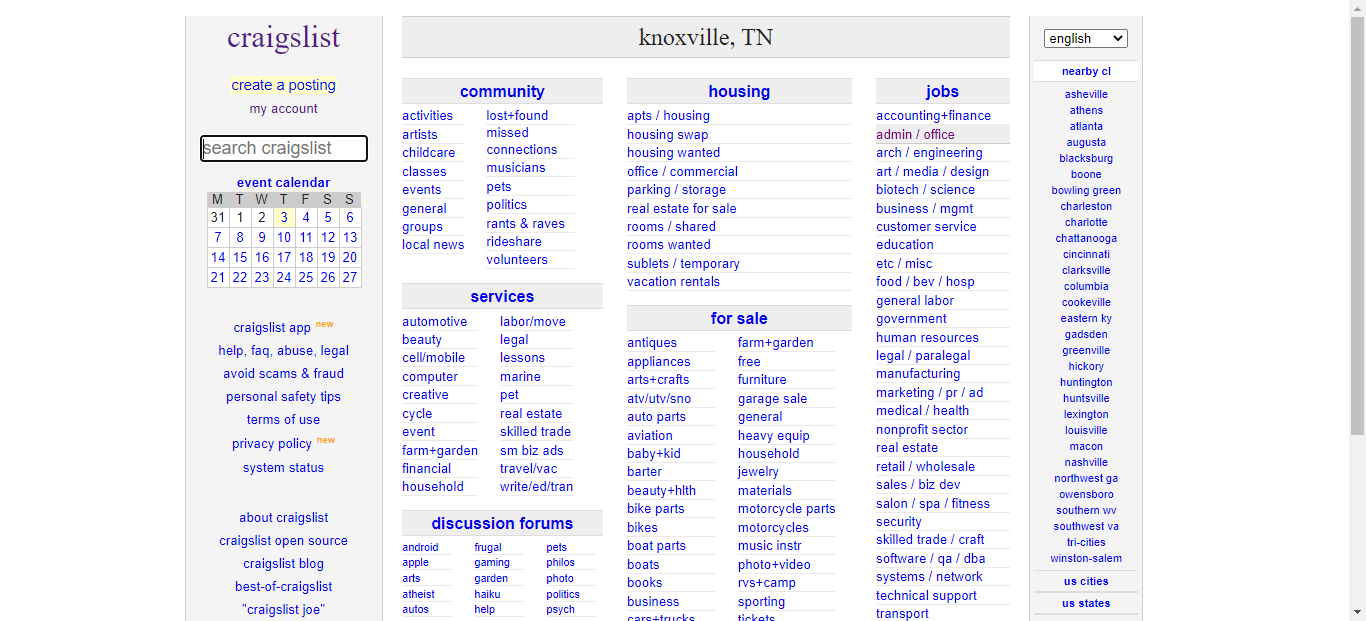 craigslist
create a posting
my account
search craigslist
event calendar
M T W T F S S
31 1 2 3 4 5 6
7 8 9 10 11 12 13
14 15 16 17 18 19 20
21 22 23 24 25 26 27
craigslist app new
help, faq, abuse, legal
avoid scams & fraud
personal safety tips
terms of use
privacy policy new
system status
about craigslist
craigslist open source
craigslist blog
best-of-craigslist
"craigslist joe"
knoxville, TN
community
activities
artists
childcare
classes
events
general
groups
local news
lost+found
missed
connections
musicians
pets
politics
rants & raves
rideshare
volunteers
services
automotive
beauty
cell/mobile
computer
creative
cycle
event
farm+garden
financial
household
labor/move
legal
lessons
marine
pet
real estate
skilled trade
sm biz ads
travel/vac
write/ed/tran
discussion forums
android
apple
arts
atheist
autos
frugal
gaming
garden
haiku
help
pets
philos
photo
politics
psych
housing
apts / housing
housing swap
housing wanted
office / commercial
parking / storage
real estate for sale
rooms / shared
rooms wanted
sublets / temporary
vacation rentals
for sale
antiques
appliances
arts+crafts
atv/utv/sno
auto parts
aviation
baby+kid
barter
beauty+hlth
bike parts
bikes
boat parts
boats
books
business
cars+trucks
farm+garden
free
furniture
garage sale
general
heavy equip
household
jewelry
materials
motorcycle parts
motorcycles
music instr
photo+video
rvs+camp
sporting
tickets
jobs
accounting+finance
admin / office
arch / engineering
art / media / design
biotech / science
business / mgmt
customer service
education
etc / misc
food / bev / hosp
general labor
government
human resources
legal / paralegal
manufacturing
marketing / pr / ad
medical / health
nonprofit sector
real estate
retail / wholesale
sales / biz dev
salon / spa / fitness
security
skilled trade / craft
software / qa / dba
systems / network
technical support
transport
english
nearby cl
asheville
athens
atlanta
augusta
blacksburg
boone
bowling green
charleston
charlotte
chattanooga
cincinnati
clarksville
columbia
cookeville
eastern ky
gadsden
greenville
hickory
huntington
huntsville
lexington
louisville
macon
nashville
northwest ga
owensboro
southern wv
southwest va
tri-cities
winston-salem
us cities
us states